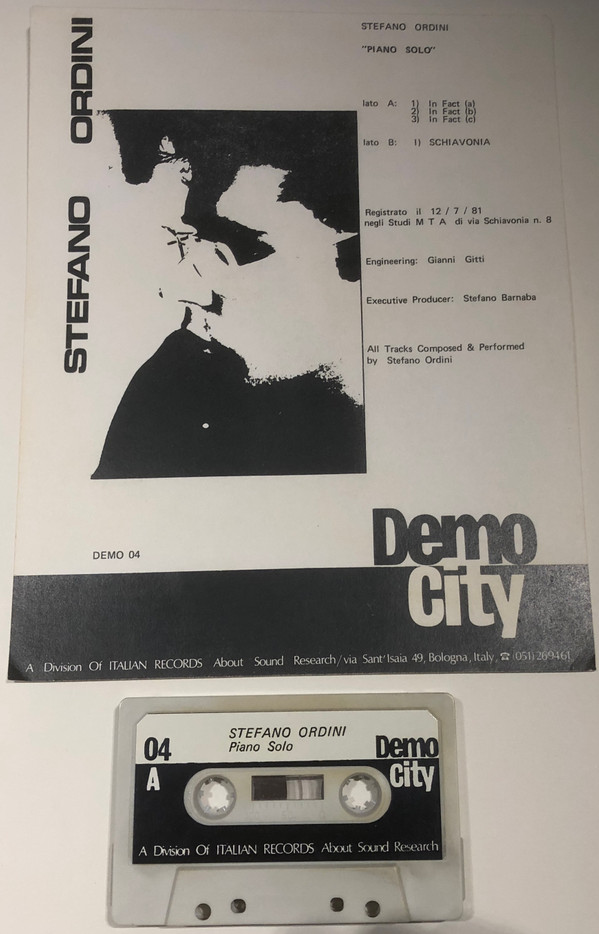 STEFANO ORDINI
STEFANO ORDINI
"PIANO SOLO"
lato A: 1) In Fact (a)
2) In Fact (b)
3) In Fact (c)
lato B: I) SCHIAVONIA
Registrato il 12 / 7 / 81
negli Studi M T A di via Schiavonia n. 8
Engineering: Gianni Gitti
Executive Producer: Stefano Barnaba
All Tracks Composed & Performed
by Stefano Ordini
DEMO 04
Demo
City
A Division Of ITALIAN RECORDS About Sound Research/via Sant'Isaia 49, Bologna, Italy, ☎ (051) 269461
04
A
STEFANO ORDINI
Piano Solo
Demo
City
A Division Of ITALIAN RECORDS About Sound Research